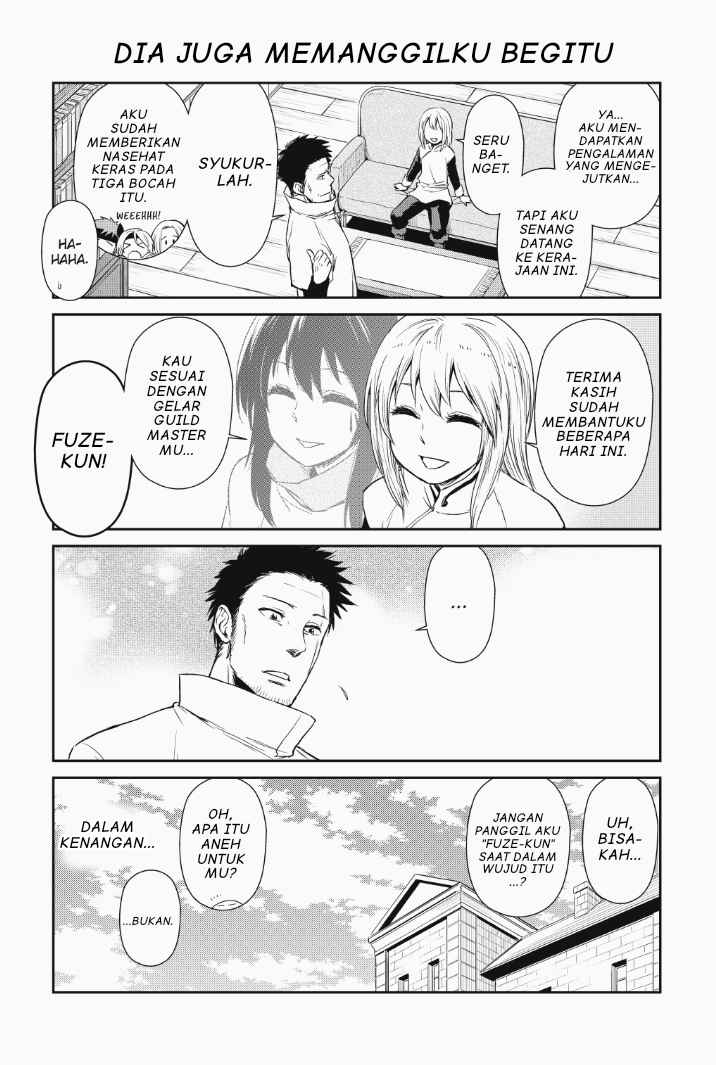 DIA JUGA MEMANGGILKU BEGITU
YA...
AKU MEN-
DAPATKAN
PENGALAMAN
YANG MENGE-
JUTKAN...
SERU
BA-
NGET.
TAPI AKU
SENANG
DATANG
KE KERA-
JAAN INI.
SYUKUR-
LAH.
AKU
SUDAH
MEMBERIKAN
NASEHAT
KERAS PADA
TIGA BOCAH
ITU.
WEEEHHH!
HA-
HAHA.
TERIMA
KASIH
SUDAH
MEMBANTUKU
BEBERAPA
HARI INI.
KAU
SESUAI
DENGAN
GELAR
GUILD
MASTER
MU...
FUZE-
KUN!
...
UH,
BISA-
KAH...
JANGAN
PANGGIL AKU
"FUZE-KUN"
SAAT DALAM
WUJUD ITU
...?
OH,
APA ITU
ANEH
UNTUK
MU?
...BUKAN.
DALAM
KENANGAN...